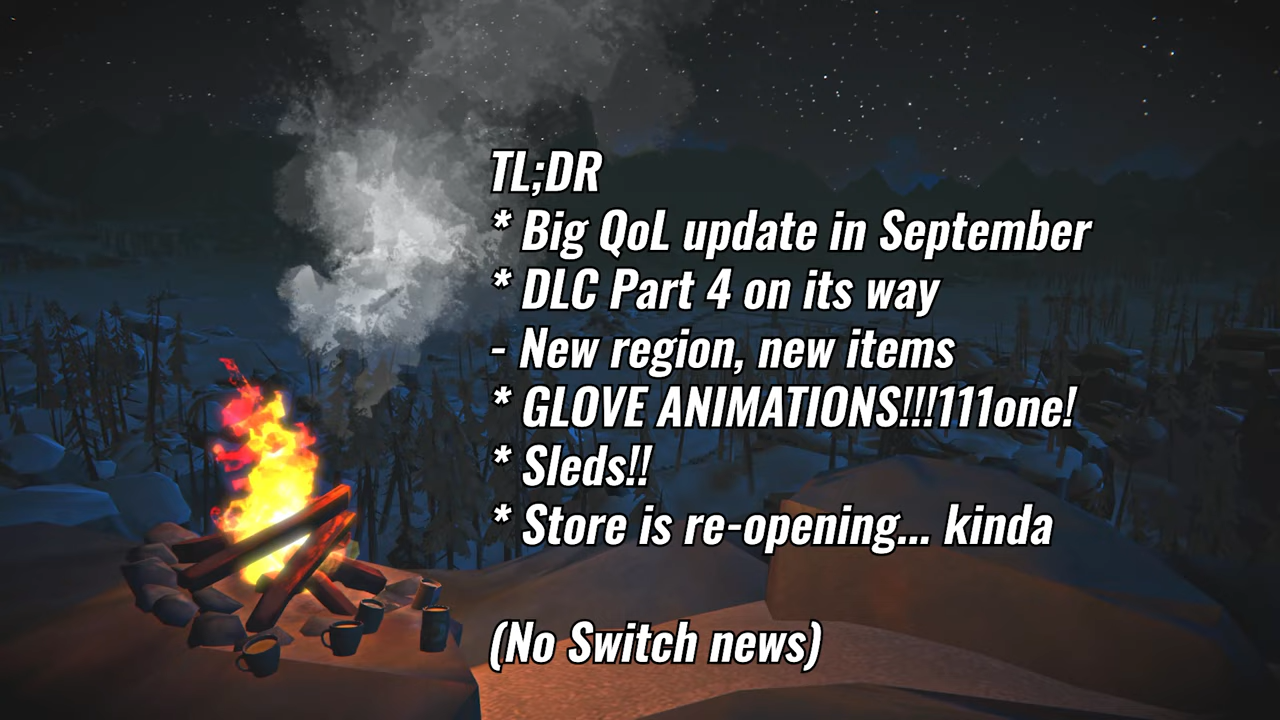 TL;DR
* Big QoL update in September
* DLC Part 4 on its way
- New region, new items
* GLOVE ANIMATIONS!!!111one!
* Sleds!!
* Store is re-opening... kinda
(No Switch news)